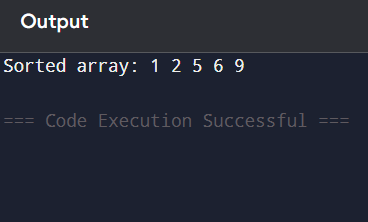 Output
Sorted array: 1 2 5 6 9
=== Code Execution Successful ===